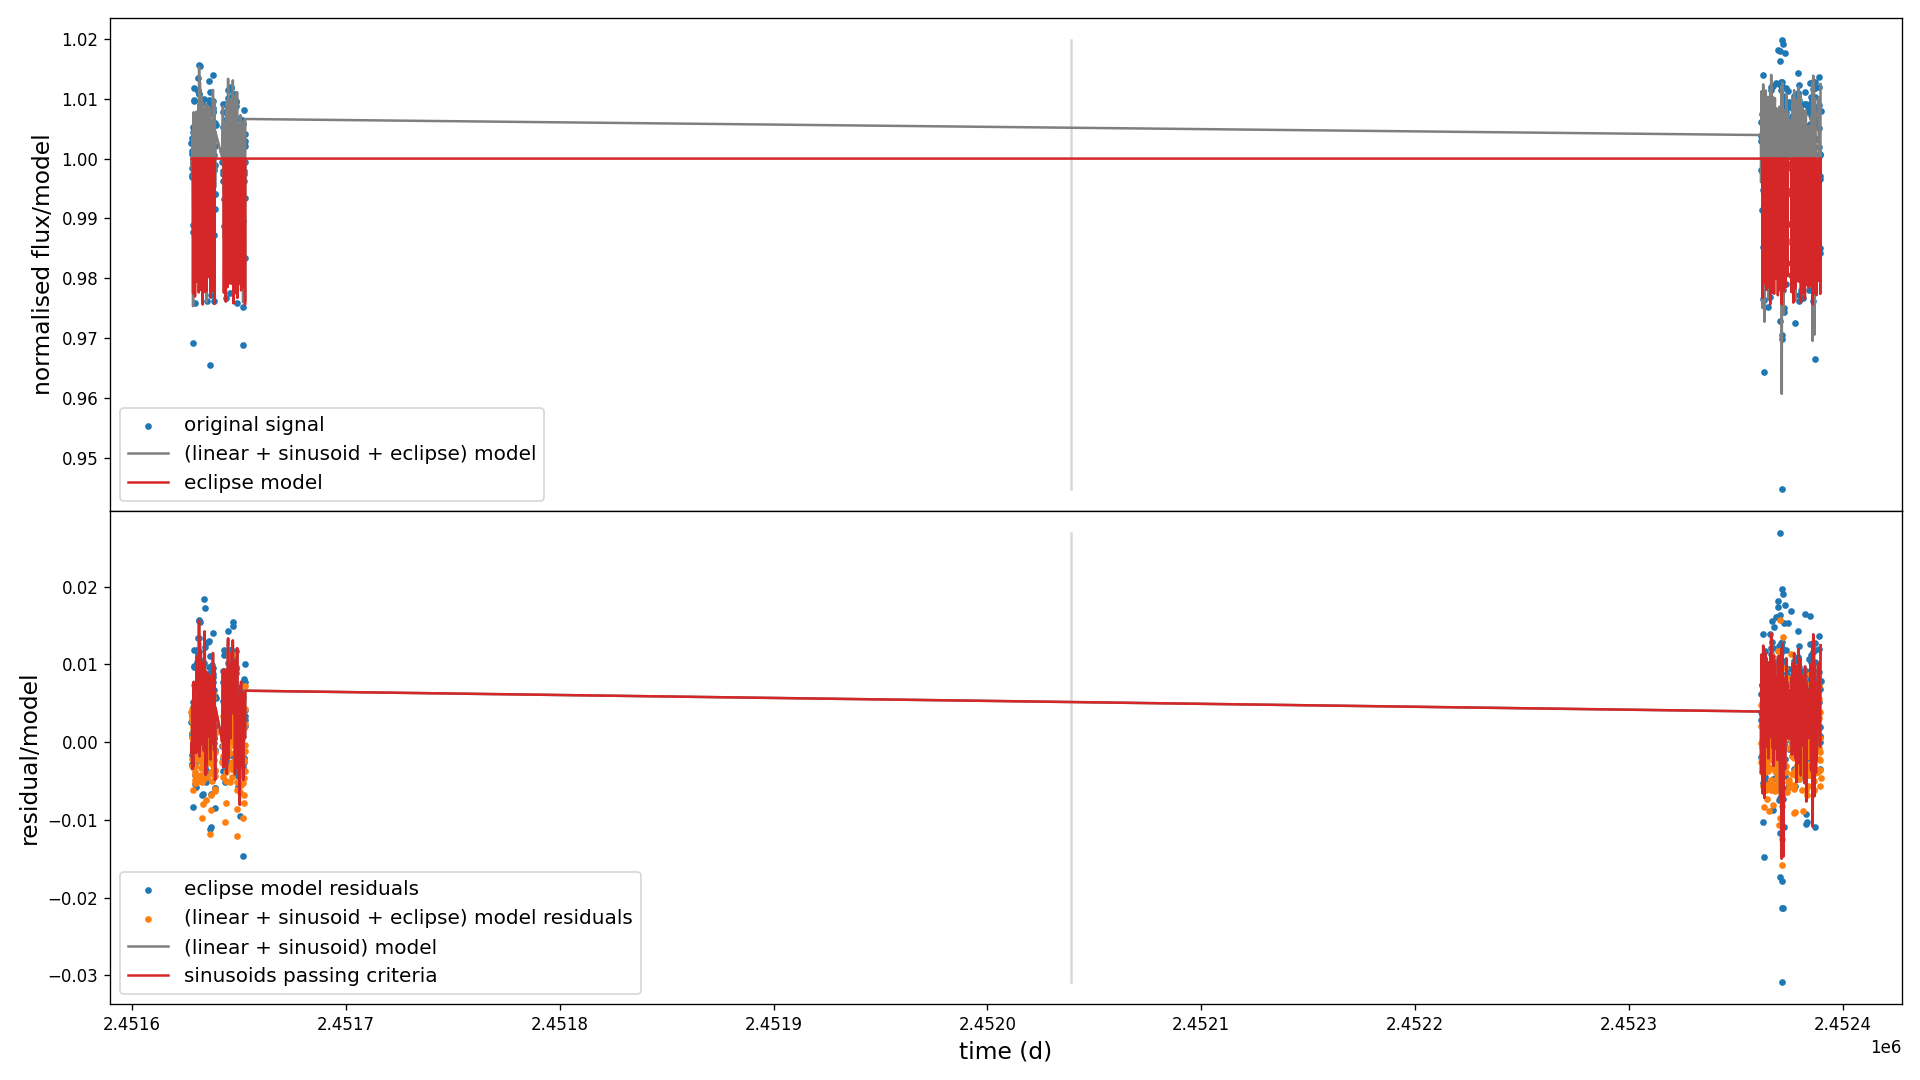 1.02
1.01
1.00
0.99
0.98
0.97
0.96
0.95
normalised flux/model
original signal
(linear + sinusoid + eclipse) model
eclipse model
0.02
0.01
0.00
−0.01
−0.02
−0.03
residual/model
eclipse model residuals
(linear + sinusoid + eclipse) model residuals
(linear + sinusoid) model
sinusoids passing criteria
2.4516 2.4517 2.4518 2.4519 2.4520 2.4521 2.4522 2.4523 2.4524
1e6
time (d)